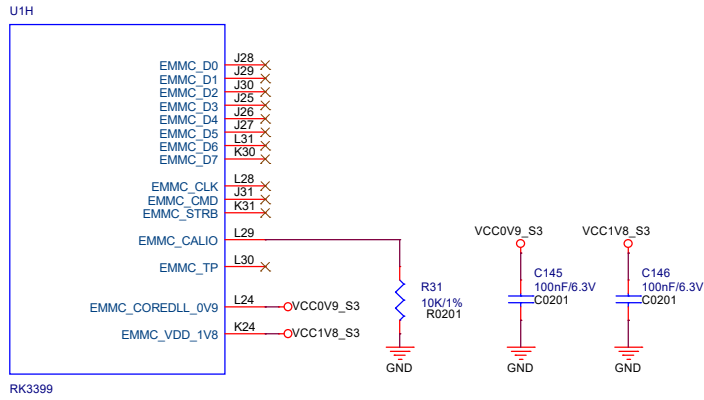 U1H
EMMC_D0 J28
EMMC_D1 J29
EMMC_D2 J30
EMMC_D3 J25
EMMC_D4 J26
EMMC_D5 J27
EMMC_D6 L31
EMMC_D7 K30
EMMC_CLK L28
EMMC_CMD J31
EMMC_STRB K31
EMMC_CALIO L29
EMMC_TP L30
EMMC_COREDLL_0V9 L24 VCC0V9_S3
EMMC_VDD_1V8 K24 VCC1V8_S3
RK3399
R31
10K/1%
R0201
GND
VCC0V9_S3
C145
100nF/6.3V
C0201
GND
VCC1V8_S3
C146
100nF/6.3V
C0201
GND